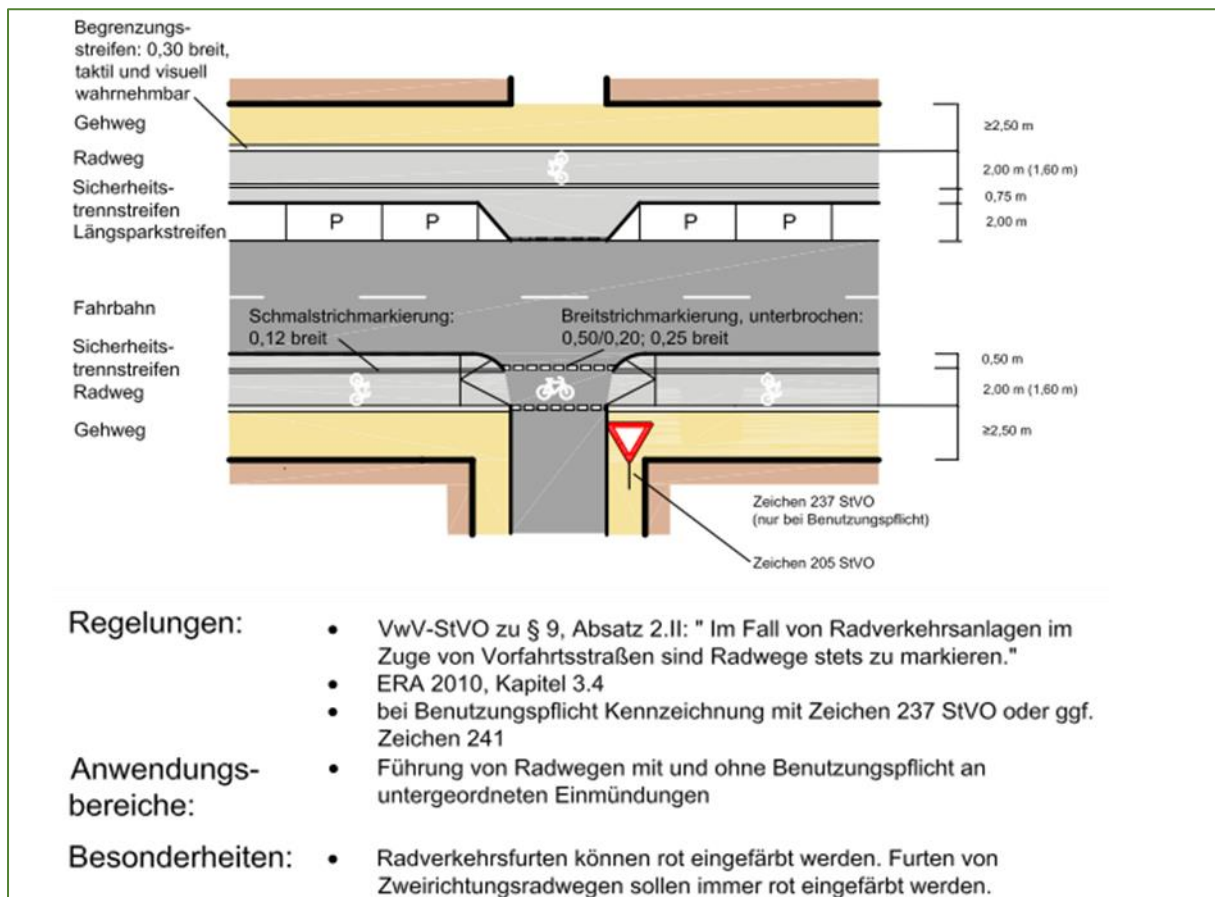 Begrenzungs-
streifen: 0,30 breit,
taktil und visuell
wahrnehmbar
Gehweg
≥2,50 m
Radweg
2,00 m (1,60 m)
Sicherheits-
trennstreifen
0,75 m
Längsparkstreifen
P P P P
2,00 m
Fahrbahn
Schmalstrichmarkierung:
0,12 breit
Breitstrichmarkierung, unterbrochen:
0,50/0,20; 0,25 breit
Sicherheits-
trennstreifen
0,50 m
Radweg
2,00 m (1,60 m)
Gehweg
≥2,50 m
Zeichen 237 StVO
(nur bei Benutzungspflicht)
Zeichen 205 StVO
Regelungen:
• VwV-StVO zu § 9, Absatz 2.II: " Im Fall von Radverkehrsanlagen im
Zuge von Vorfahrtsstraßen sind Radwege stets zu markieren."
• ERA 2010, Kapitel 3.4
• bei Benutzungspflicht Kennzeichnung mit Zeichen 237 StVO oder ggf.
Zeichen 241
Anwendungs-
bereiche:
• Führung von Radwegen mit und ohne Benutzungspflicht an
untergeordneten Einmündungen
Besonderheiten:
• Radverkehrsfurten können rot eingefärbt werden. Furten von
Zweirichtungsradwegen sollen immer rot eingefärbt werden.